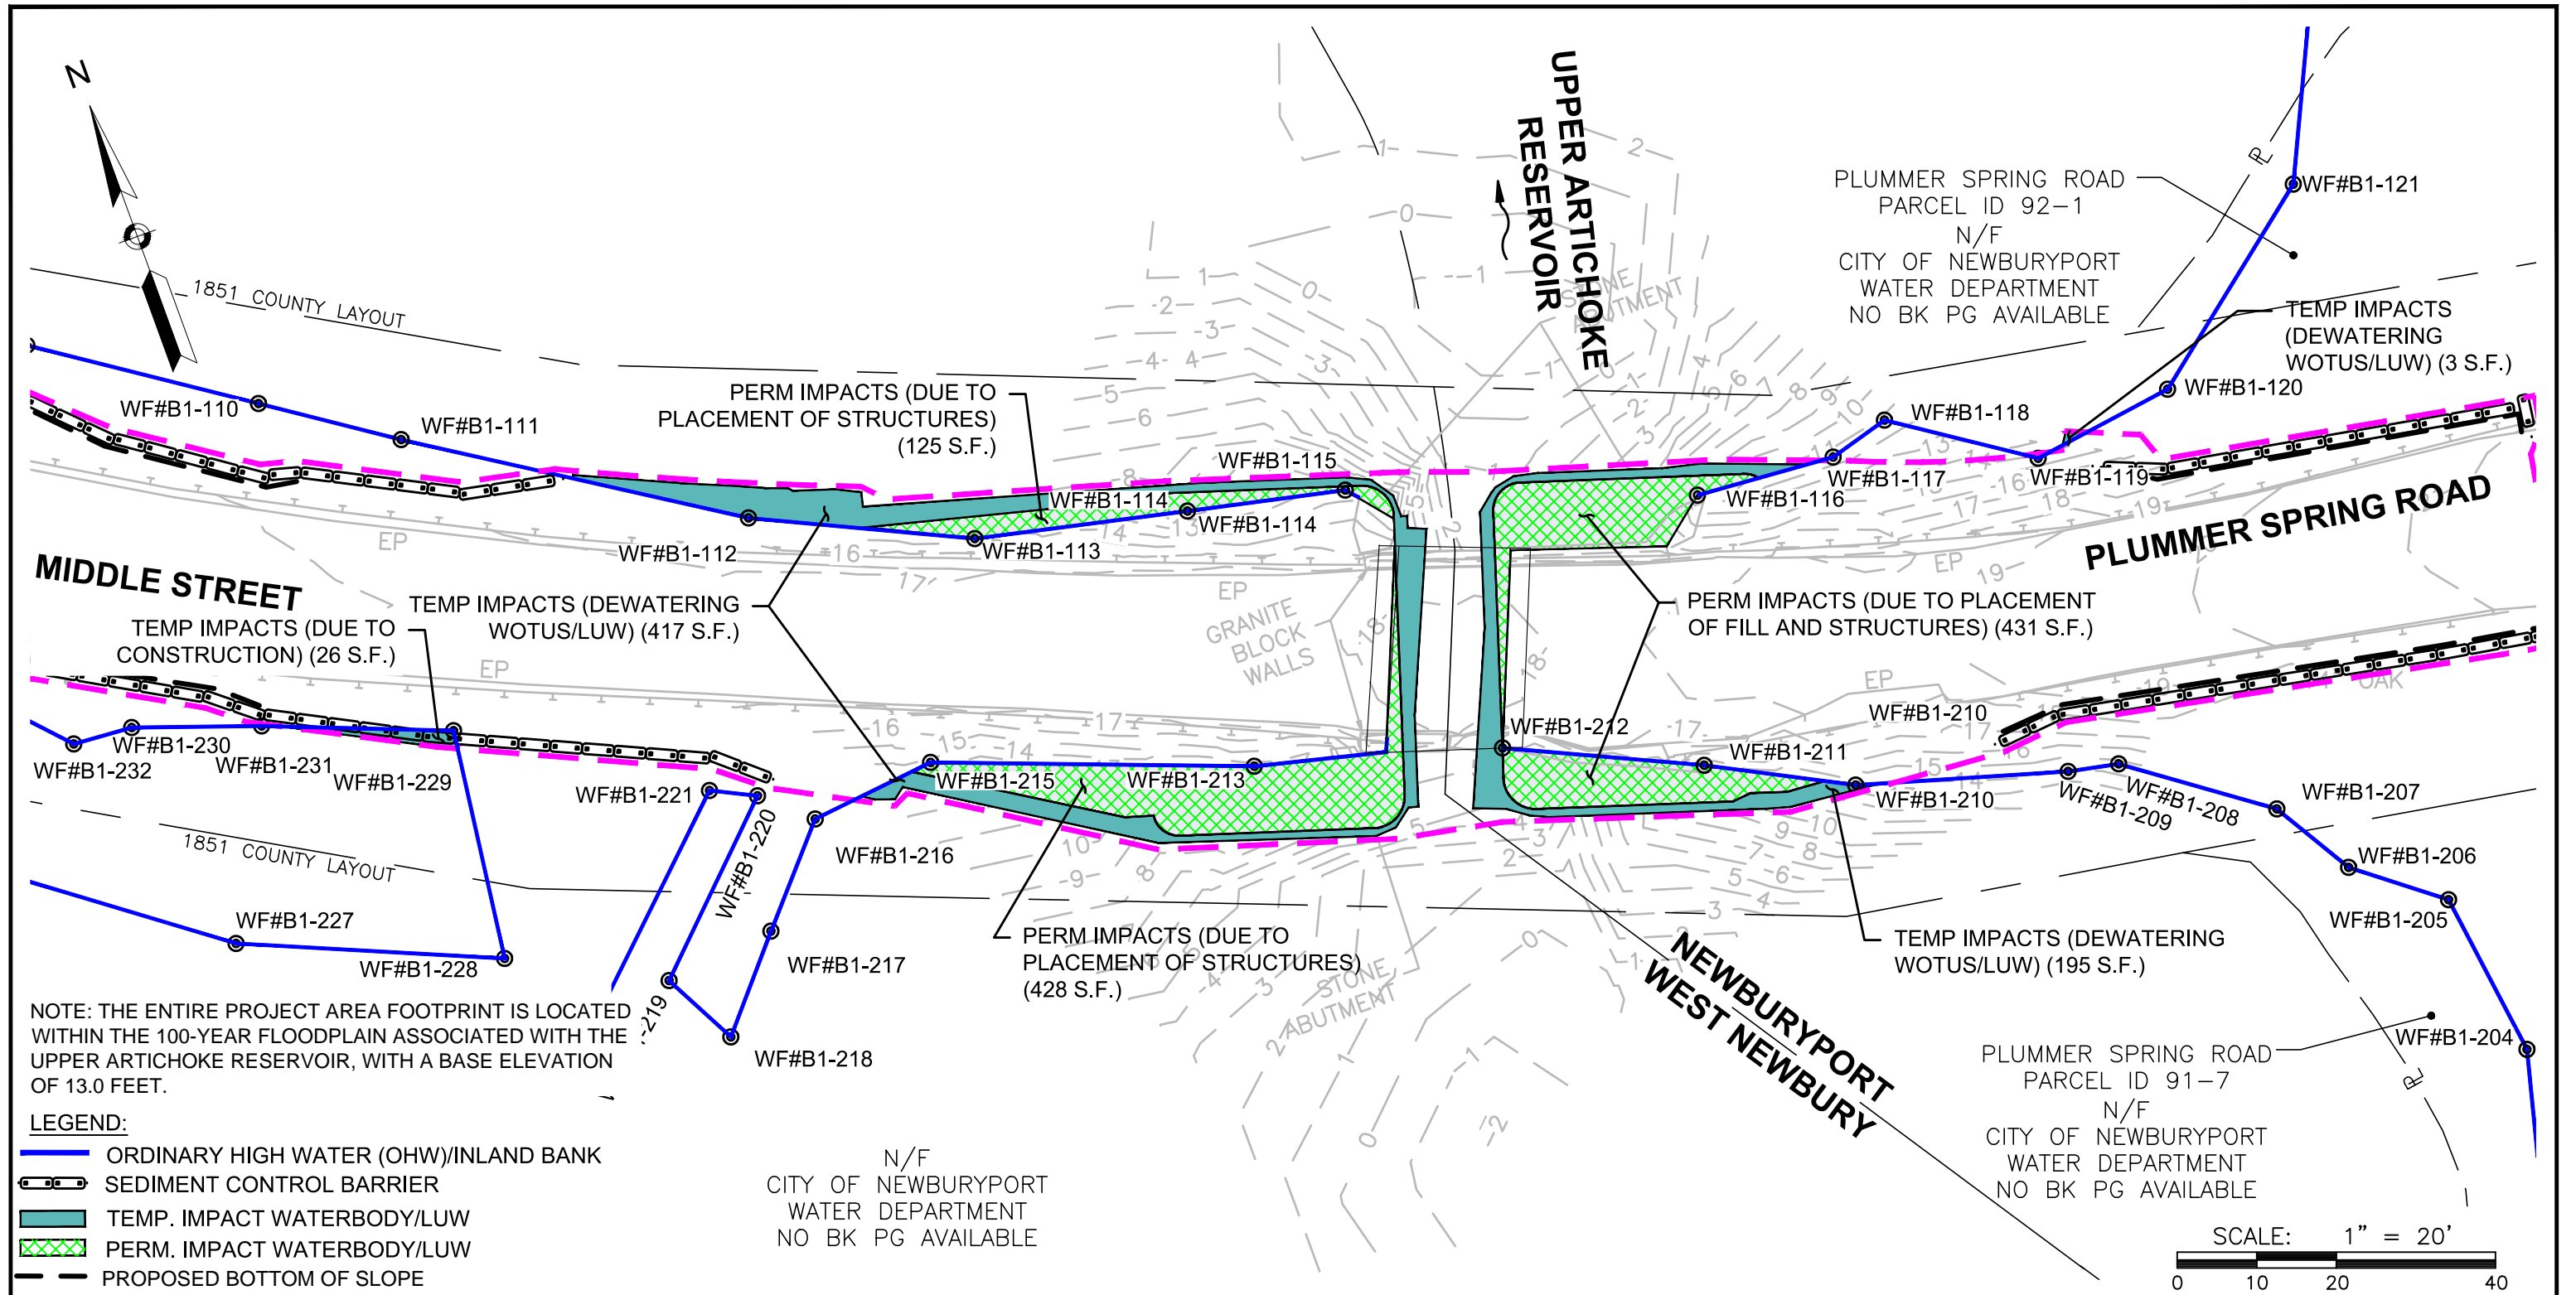 N
1851 COUNTY LAYOUT
UPPER ARTICHOKE
RESERVOIR
PLUMMER SPRING ROAD
PARCEL ID 92-1
N/F
CITY OF NEWBURYPORT
WATER DEPARTMENT
NO BK PG AVAILABLE
PL
WF#B1-121
TEMP IMPACTS
(DEWATERING
WOTUS/LUW) (3 S.F.)
WF#B1-120
WF#B1-110
WF#B1-111
PERM IMPACTS (DUE TO
PLACEMENT OF STRUCTURES)
(125 S.F.)
WF#B1-115
WF#B1-118
WF#B1-114
WF#B1-114
WF#B1-116
WF#B1-117
WF#B1-119
WF#B1-112
WF#B1-113
STONE
ABUTMENT
EP
EP
EP
MIDDLE STREET
PLUMMER SPRING ROAD
TEMP IMPACTS (DEWATERING
WOTUS/LUW) (417 S.F.)
TEMP IMPACTS (DUE TO
CONSTRUCTION) (26 S.F.)
GRANITE
BLOCK
WALLS
PERM IMPACTS (DUE TO PLACEMENT
OF FILL AND STRUCTURES) (431 S.F.)
EP
EP
OAK
WF#B1-230
WF#B1-232
WF#B1-231
WF#B1-229
WF#B1-221
WF#B1-220
WF#B1-215
WF#B1-213
WF#B1-212
WF#B1-211
WF#B1-210
WF#B1-210
WF#B1-209
WF#B1-208
WF#B1-207
WF#B1-206
WF#B1-205
WF#B1-204
WF#B1-216
WF#B1-217
WF#B1-218
-219
1851 COUNTY LAYOUT
WF#B1-227
WF#B1-228
PERM IMPACTS (DUE TO
PLACEMENT OF STRUCTURES)
(428 S.F.)
STONE
ABUTMENT
TEMP IMPACTS (DEWATERING
WOTUS/LUW) (195 S.F.)
NEWBURYPORT
WEST NEWBURY
PLUMMER SPRING ROAD
PARCEL ID 91-7
N/F
CITY OF NEWBURYPORT
WATER DEPARTMENT
NO BK PG AVAILABLE
PL
NOTE: THE ENTIRE PROJECT AREA FOOTPRINT IS LOCATED
WITHIN THE 100-YEAR FLOODPLAIN ASSOCIATED WITH THE
UPPER ARTICHOKE RESERVOIR, WITH A BASE ELEVATION
OF 13.0 FEET.
LEGEND:
ORDINARY HIGH WATER (OHW)/INLAND BANK
SEDIMENT CONTROL BARRIER
TEMP. IMPACT WATERBODY/LUW
PERM. IMPACT WATERBODY/LUW
PROPOSED BOTTOM OF SLOPE
N/F
CITY OF NEWBURYPORT
WATER DEPARTMENT
NO BK PG AVAILABLE
SCALE: 1" = 20'
0 10 20 40